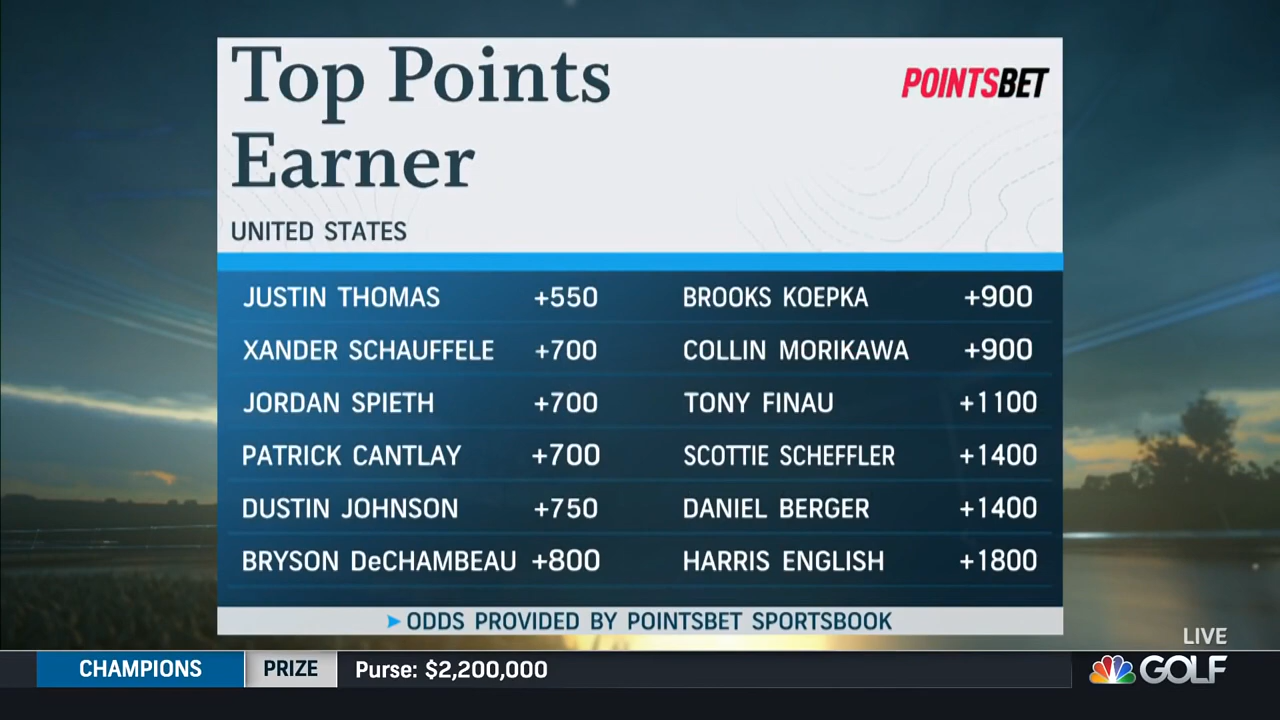 Top Points
Earner
POINTSBET
UNITED STATES
JUSTIN THOMAS +550
XANDER SCHAUFFELE +700
JORDAN SPIETH +700
PATRICK CANTLAY +700
DUSTIN JOHNSON +750
BRYSON DeCHAMBEAU +800
BROOKS KOEPKA +900
COLLIN MORIKAWA +900
TONY FINAU +1100
SCOTTIE SCHEFFLER +1400
DANIEL BERGER +1400
HARRIS ENGLISH +1800
ODDS PROVIDED BY POINTSBET SPORTSBOOK
LIVE
CHAMPIONS PRIZE Purse: $2,200,000
GOLF